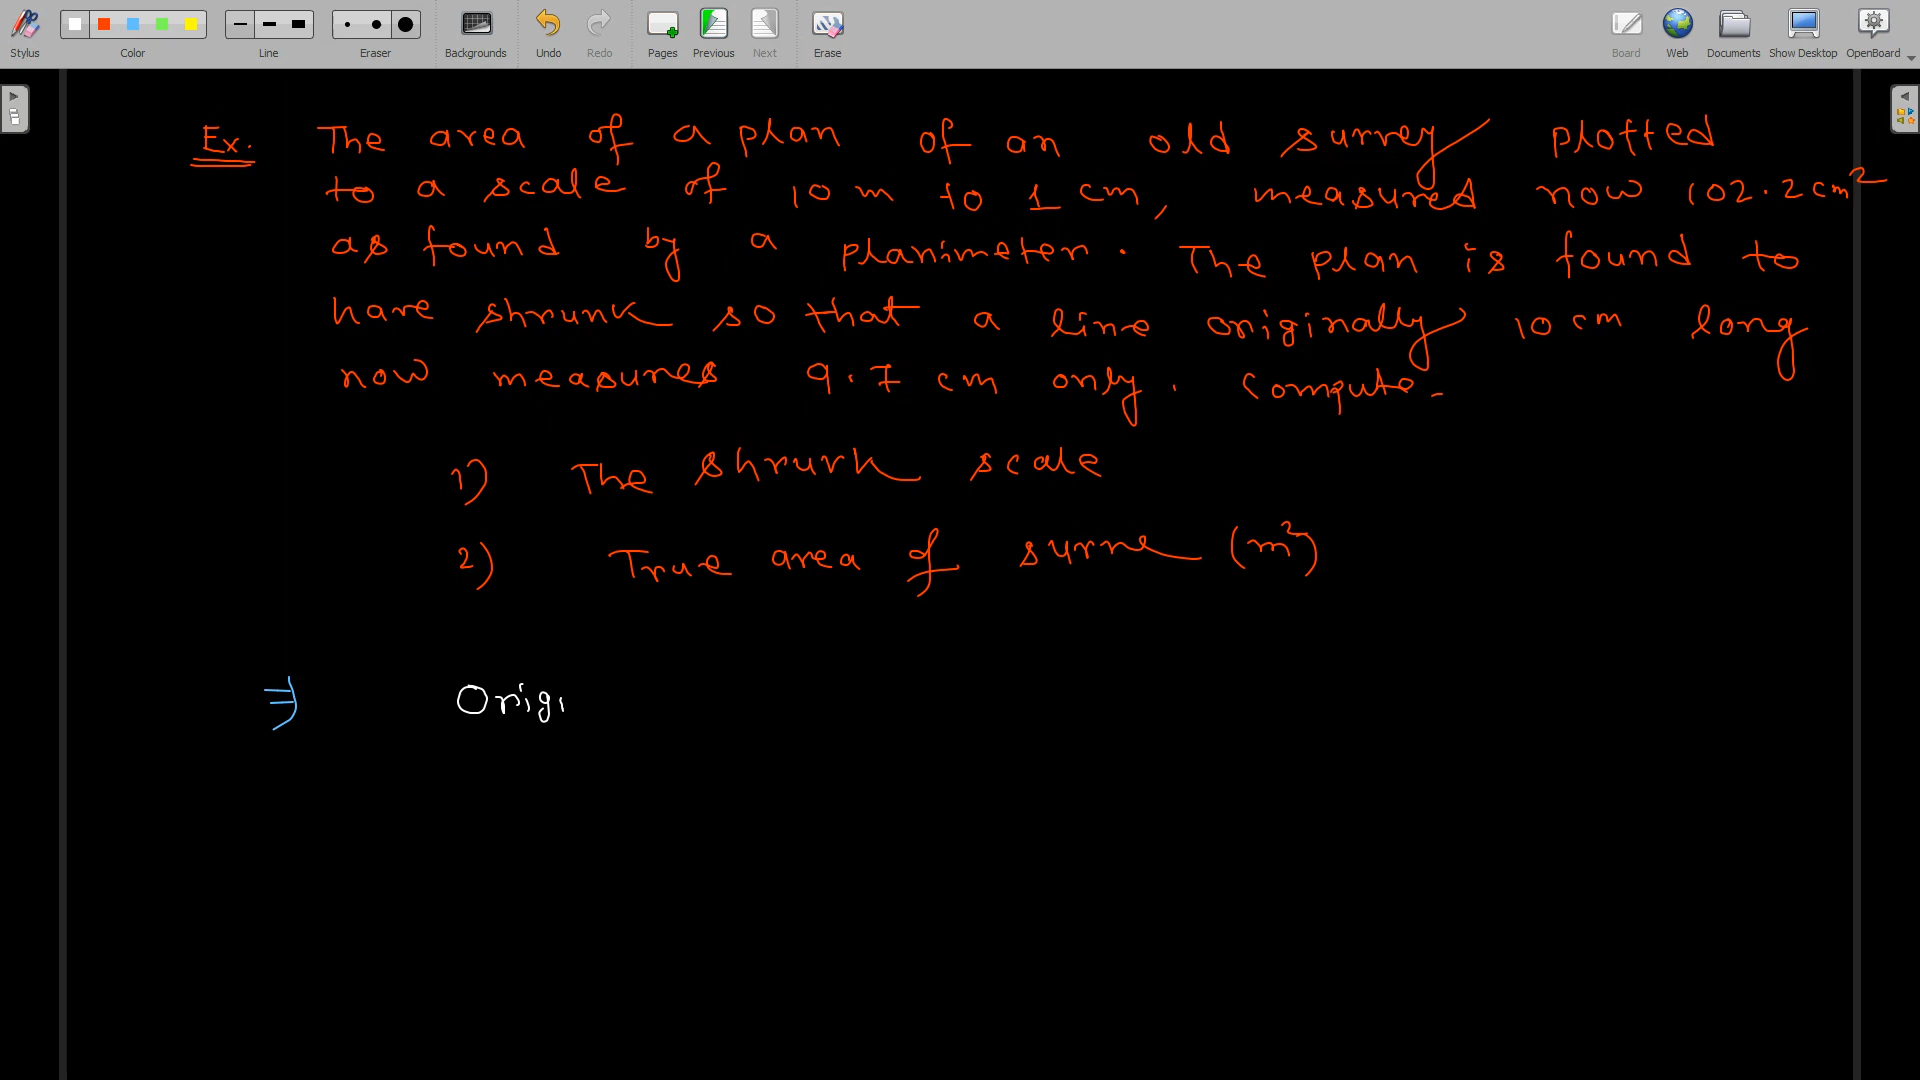 Stylus Color Line Eraser Backgrounds Undo Redo Pages Previous Next Erase Board Web Documents Show Desktop OpenBoard
Ex. The area of a plan of an old survey plotted
to a scale of 10 m to 1 cm, measured now 102.2 cm²
as found by a planimeter. The plan is found to
have shrunk so that a line originally 10 cm long
now measures 9.7 cm only. Compute -
1) The shrunk scale
2) True area of surve (m²)
⇒ Origi